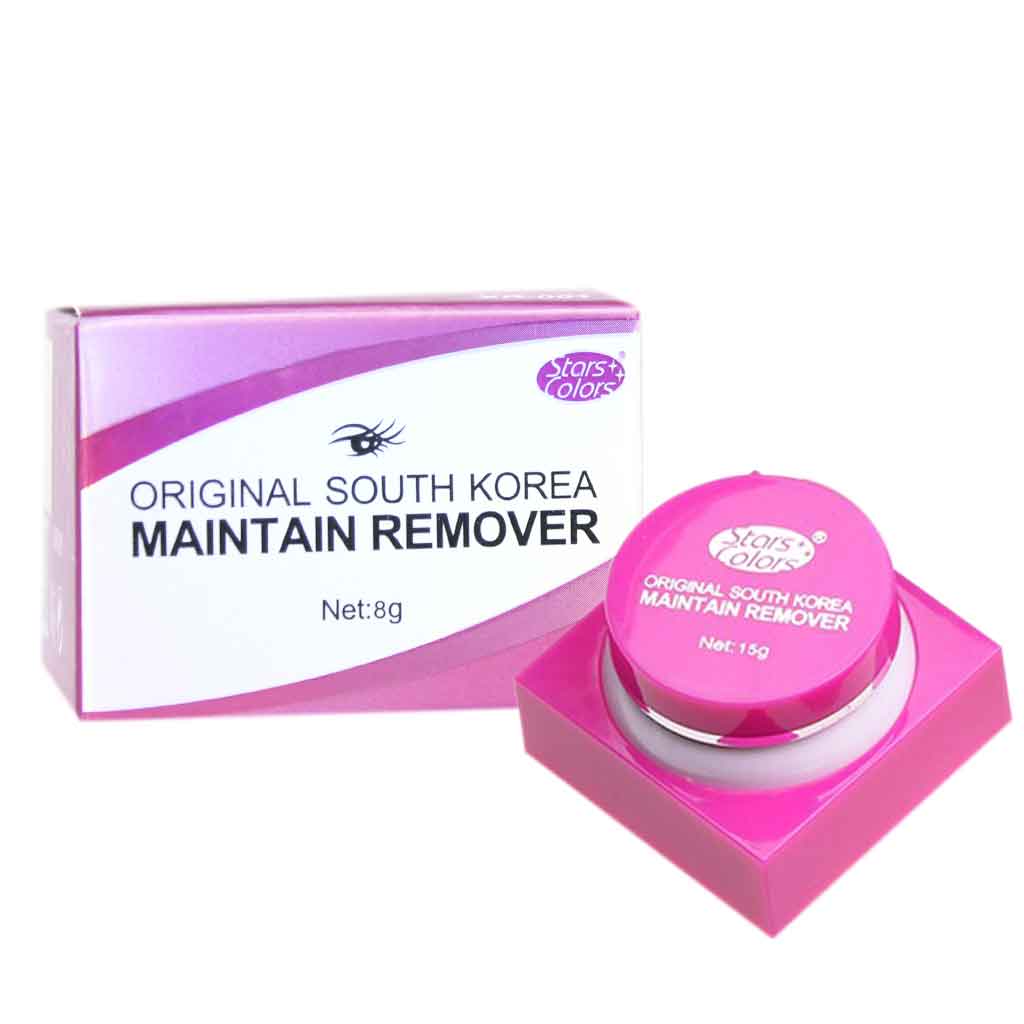 Stars
Colors
®
ORIGINAL SOUTH KOREA
MAINTAIN REMOVER
Net:8g
Stars
Colors
®
ORIGINAL SOUTH KOREA
MAINTAIN REMOVER
Net:15g